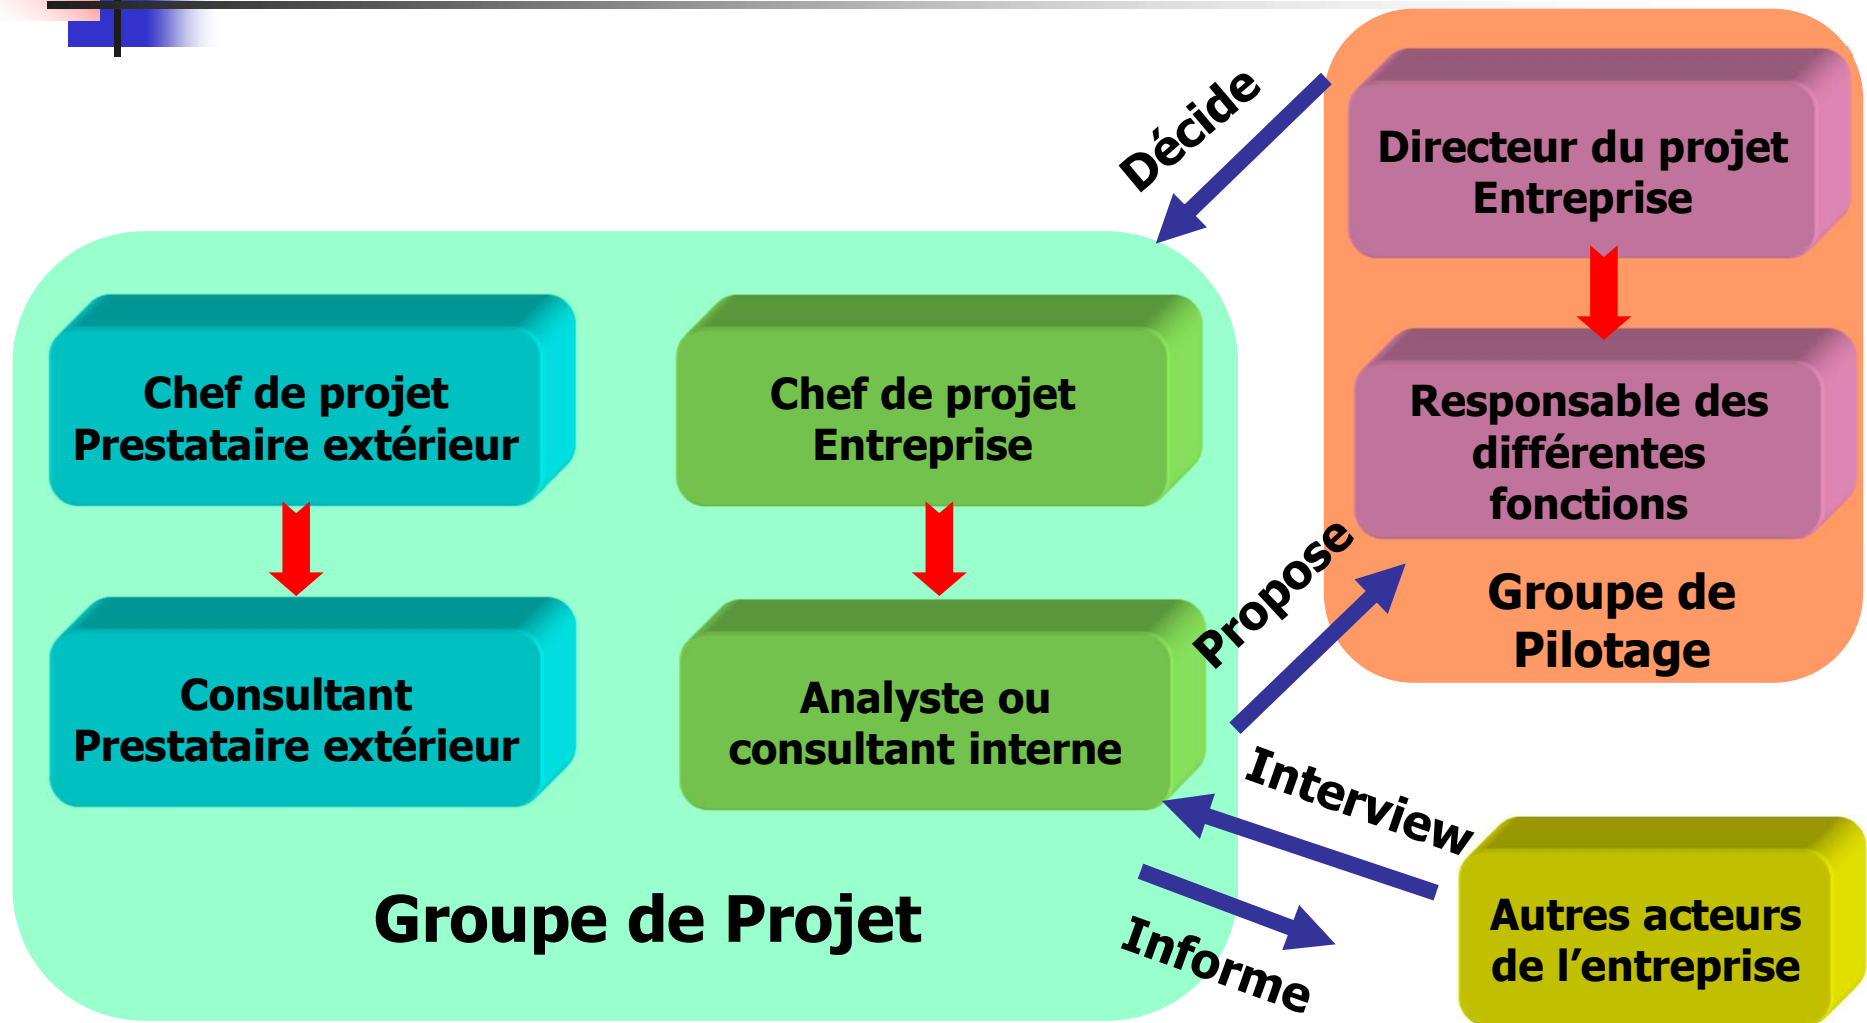 Décide
Directeur du projet
Entreprise
Responsable des
différentes
fonctions
Groupe de
Pilotage
Chef de projet
Prestataire extérieur
Chef de projet
Entreprise
Consultant
Prestataire extérieur
Analyste ou
consultant interne
Propose
Interview
Informe
Groupe de Projet
Autres acteurs
de l’entreprise